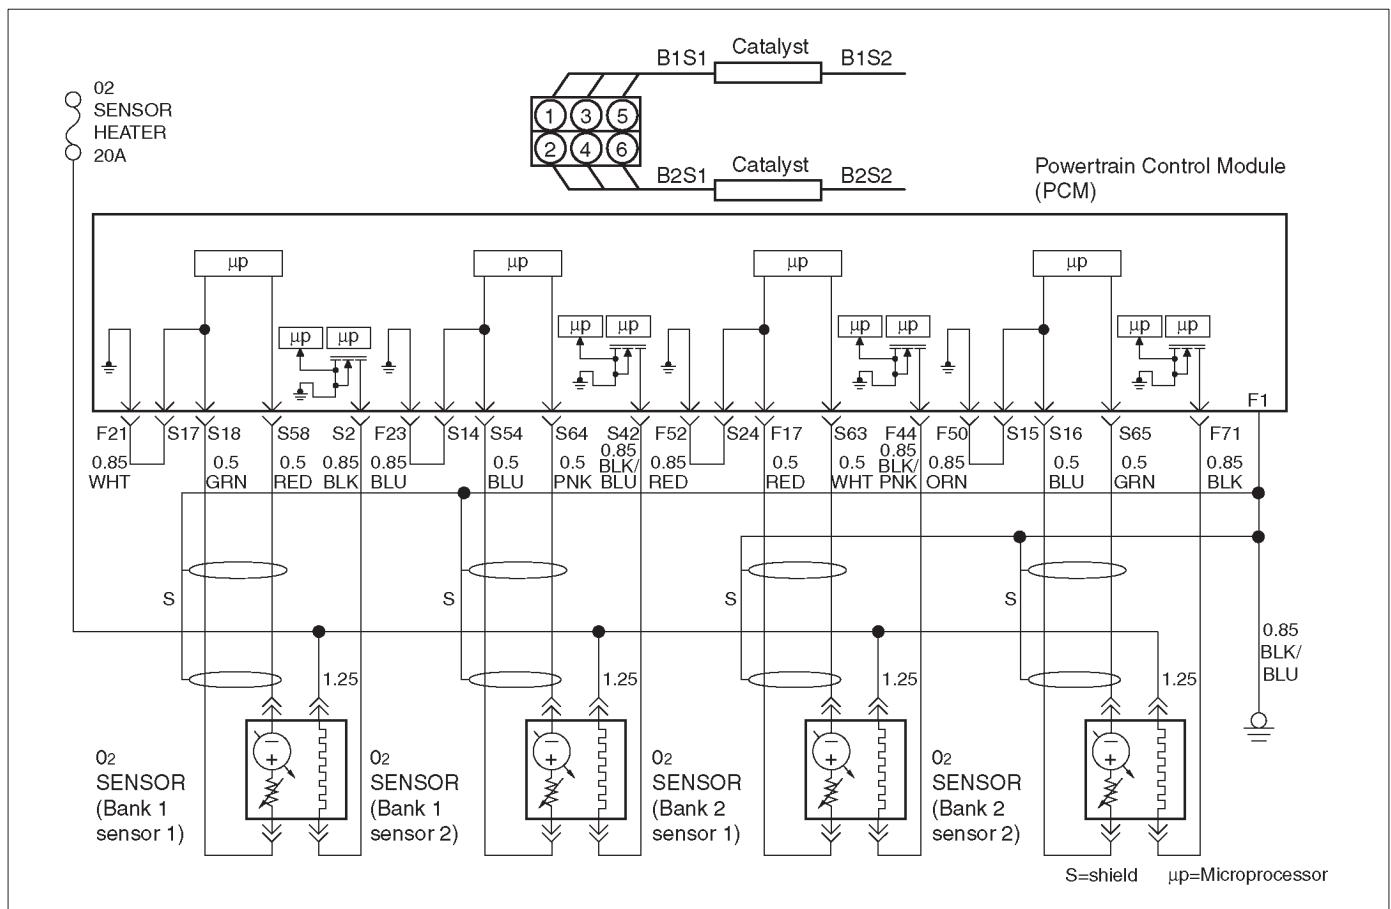 B1S1 Catalyst B1S2
02
SENSOR
HEATER
20A
1 3 5
2 4 6
B2S1 Catalyst B2S2
Powertrain Control Module
(PCM)
µp µp µp µp
µp µp µp µp µp µp µp µp
F1
F21 S17 S18 S58 S2 F23 S14 S54 S64 S42 F52 S24 F17 S63 F44 F50 S15 S16 S65 F71
0.85
WHT
0.5
GRN
0.5
RED
0.85
BLK
0.85
BLU
0.5
BLU
0.5
PNK
0.85
BLK/
BLU
0.85
RED
0.5
RED
0.5
WHT
0.85
BLK/
PNK
0.85
ORN
0.5
BLU
0.5
GRN
0.85
BLK
S S S S
0.85
BLK/
BLU
1.25 1.25 1.25 1.25
02
SENSOR
(Bank 1
sensor 1)
02
SENSOR
(Bank 1
sensor 2)
02
SENSOR
(Bank 2
sensor 1)
02
SENSOR
(Bank 2
sensor 2)
− − − −
+ + + +
S=shield µp=Microprocessor